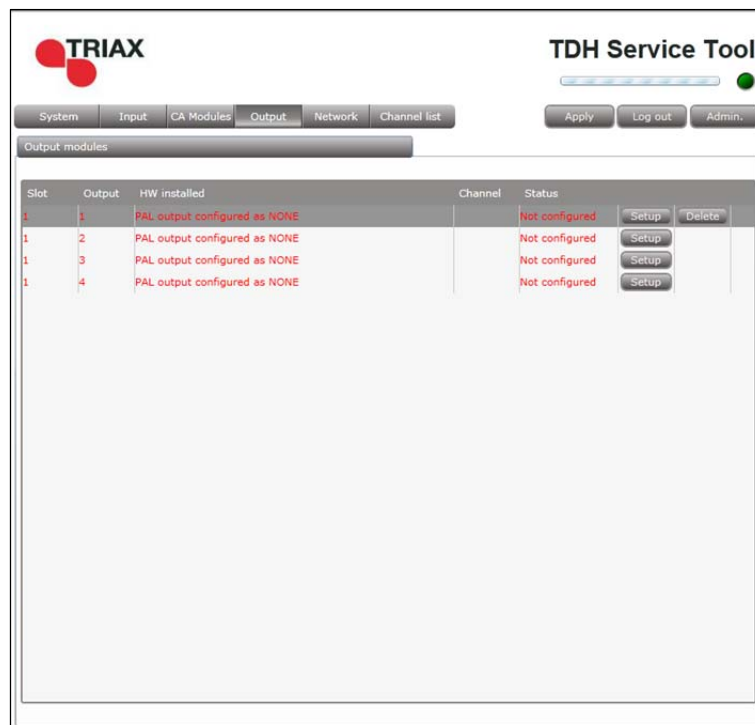 TRIAX
TDH Service Tool
System Input CA Modules Output Network Channel list Apply Log out Admin.
Output modules
Slot Output HW installed Channel Status
1 1 PAL output configured as NONE Not configured Setup Delete
1 2 PAL output configured as NONE Not configured Setup
1 3 PAL output configured as NONE Not configured Setup
1 4 PAL output configured as NONE Not configured Setup